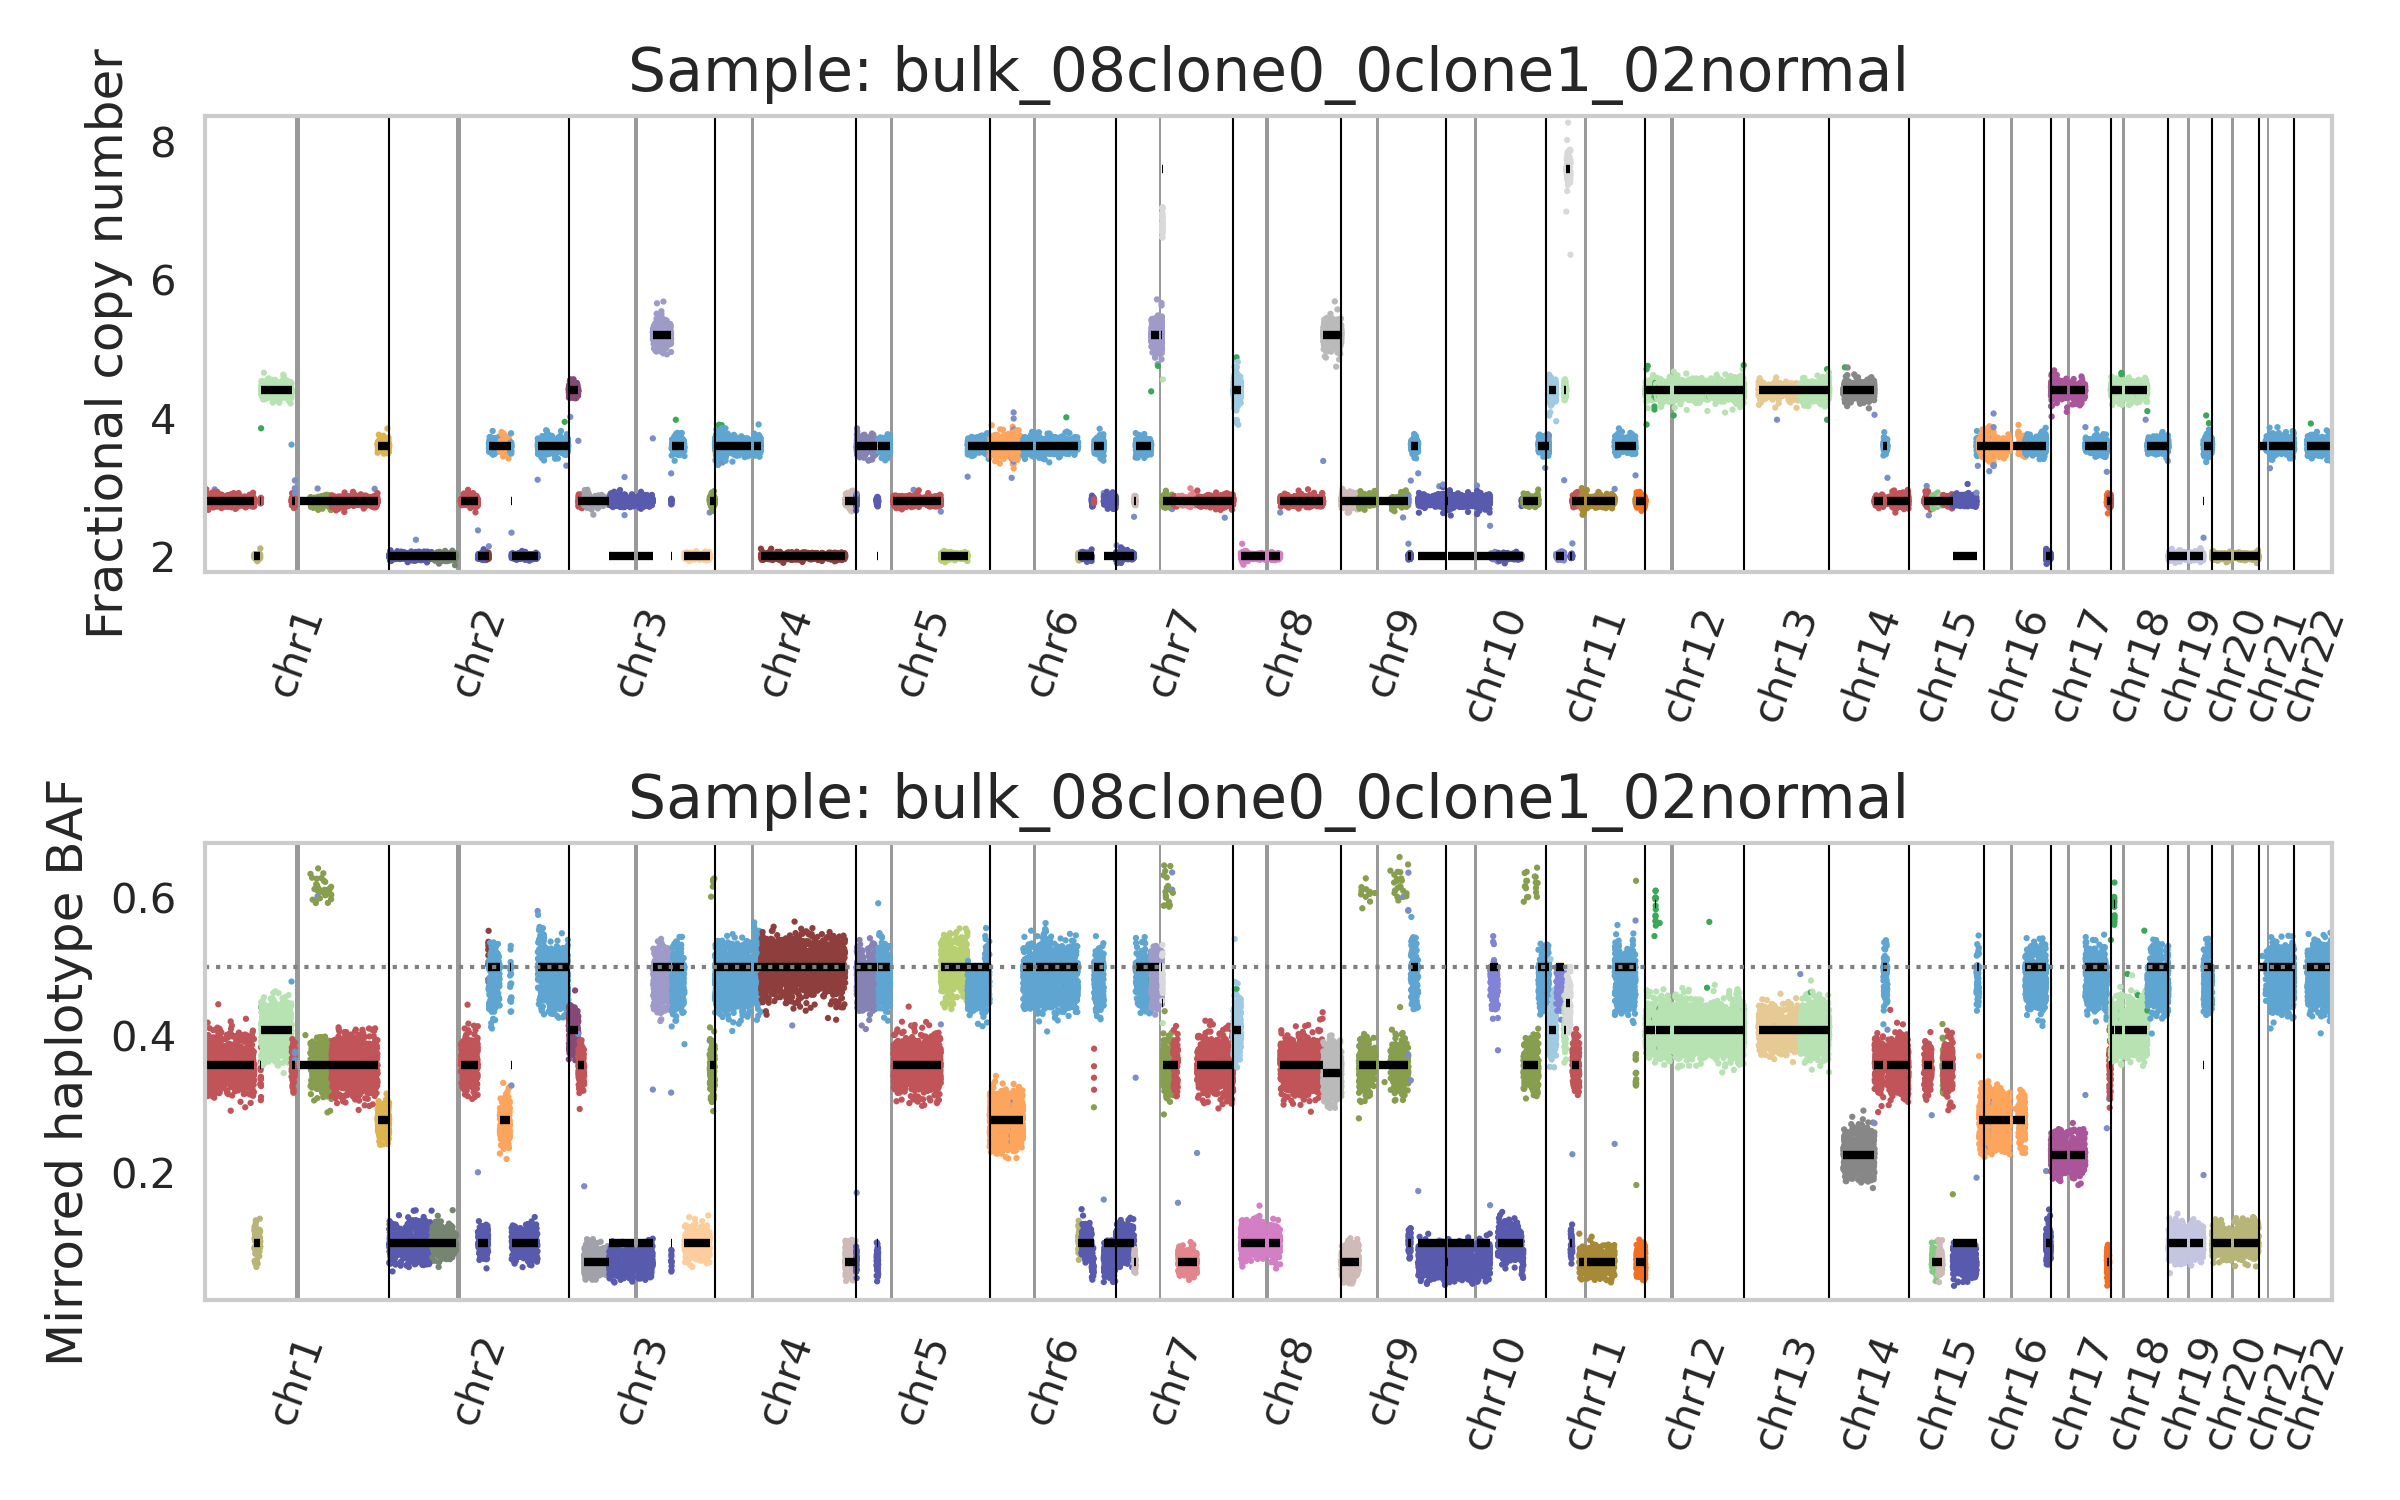 Sample: bulk_08clone0_0clone1_02normal
Fractional copy number
8
6
4
2
chr1 chr2 chr3 chr4 chr5 chr6 chr7 chr8 chr9 chr10 chr11 chr12 chr13 chr14 chr15 chr16 chr17 chr18 chr19 chr20 chr21 chr22
Sample: bulk_08clone0_0clone1_02normal
Mirrored haplotype BAF
0.6
0.4
0.2
chr1 chr2 chr3 chr4 chr5 chr6 chr7 chr8 chr9 chr10 chr11 chr12 chr13 chr14 chr15 chr16 chr17 chr18 chr19 chr20 chr21 chr22